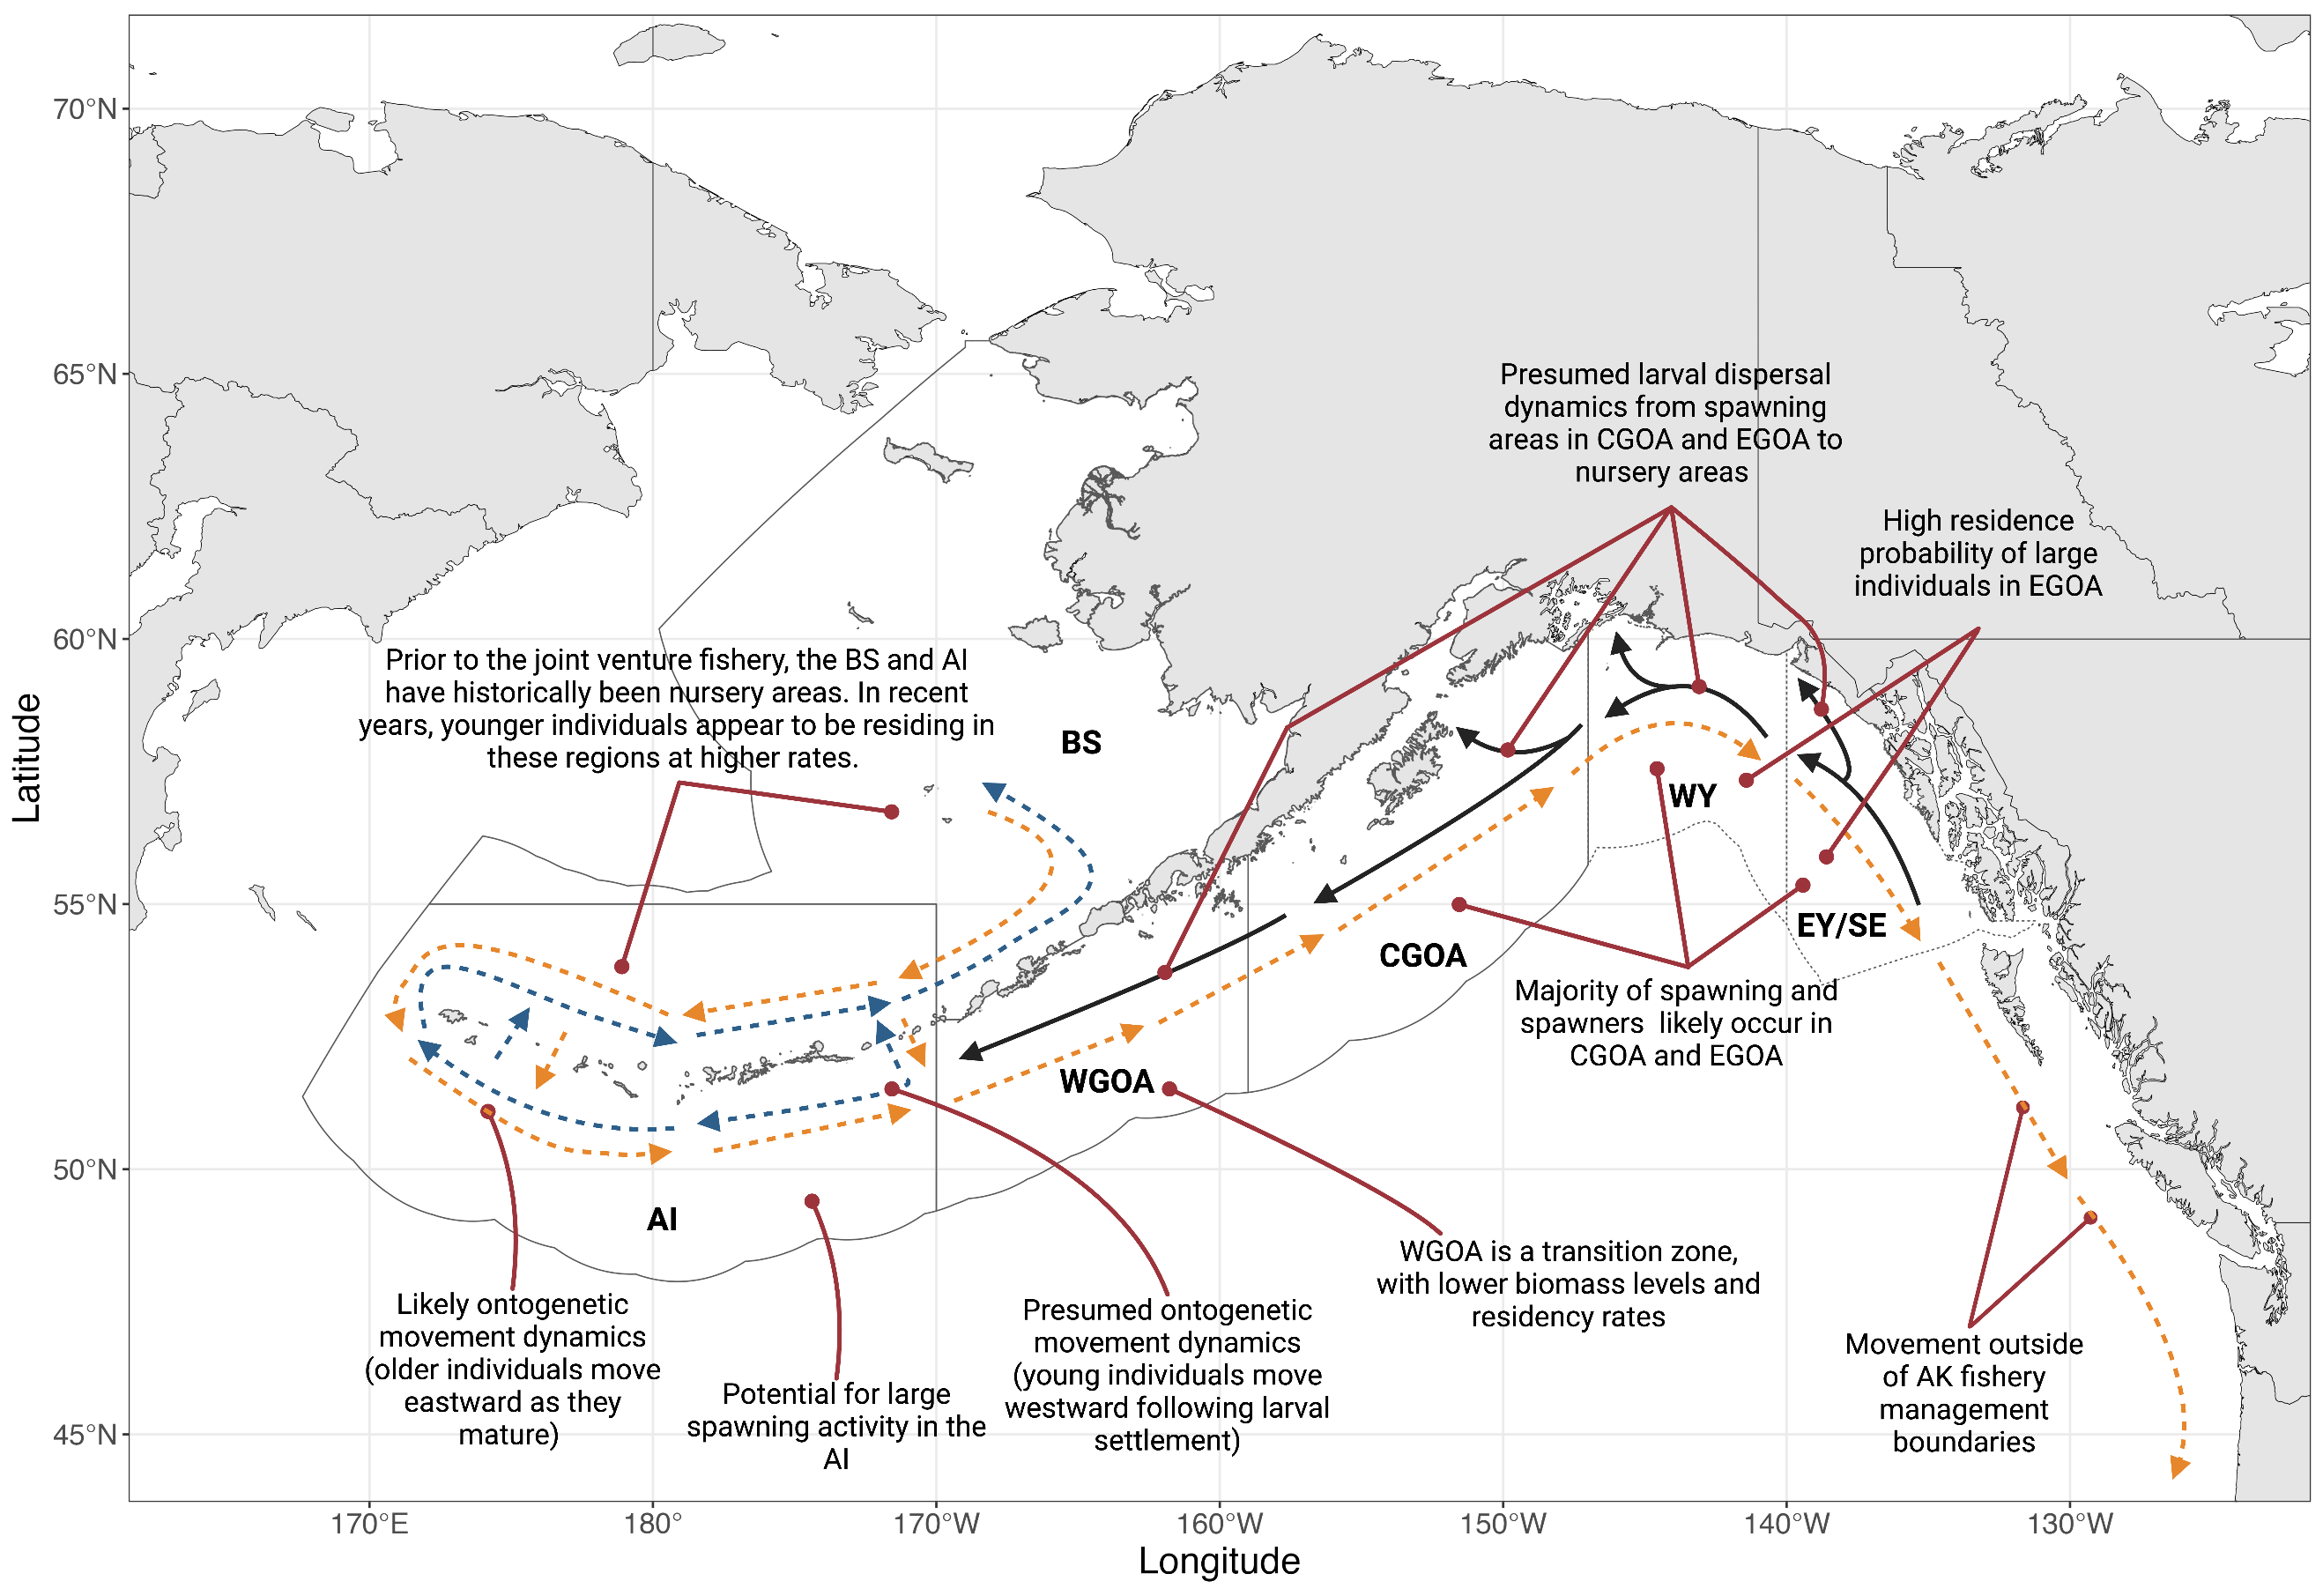 70°N
65°N
60°N
55°N
50°N
45°N
Latitude
Presumed larval dispersal
dynamics from spawning
areas in CGOA and EGOA to
nursery areas
High residence
probability of large
individuals in EGOA
Prior to the joint venture fishery, the BS and AI
have historically been nursery areas. In recent
years, younger individuals appear to be residing in
these regions at higher rates.
BS
WY
EY/SE
CGOA
WGOA
AI
Majority of spawning and
spawners likely occur in
CGOA and EGOA
WGOA is a transition zone,
with lower biomass levels and
residency rates
Likely ontogenetic
movement dynamics
(older individuals move
eastward as they
mature)
Potential for large
spawning activity in the
AI
Presumed ontogenetic
movement dynamics
(young individuals move
westward following larval
settlement)
Movement outside
of AK fishery
management
boundaries
170°E
180°
170°W
160°W
150°W
140°W
130°W
Longitude